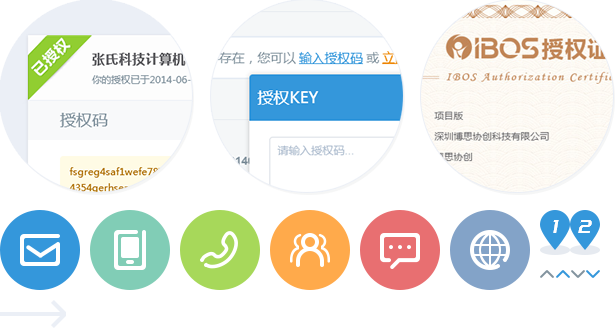 已授权
张氏科技计算机
你的授权已于2014-06-
授权码
fsgreg4saf1wefe78
存在，您可以 输入授权码 或 立
授权KEY
请输入授权码...
IBOS授权证
IBOS Authorization Certifi
项目版
深圳博思协创科技有限公司
博思协创
1 2